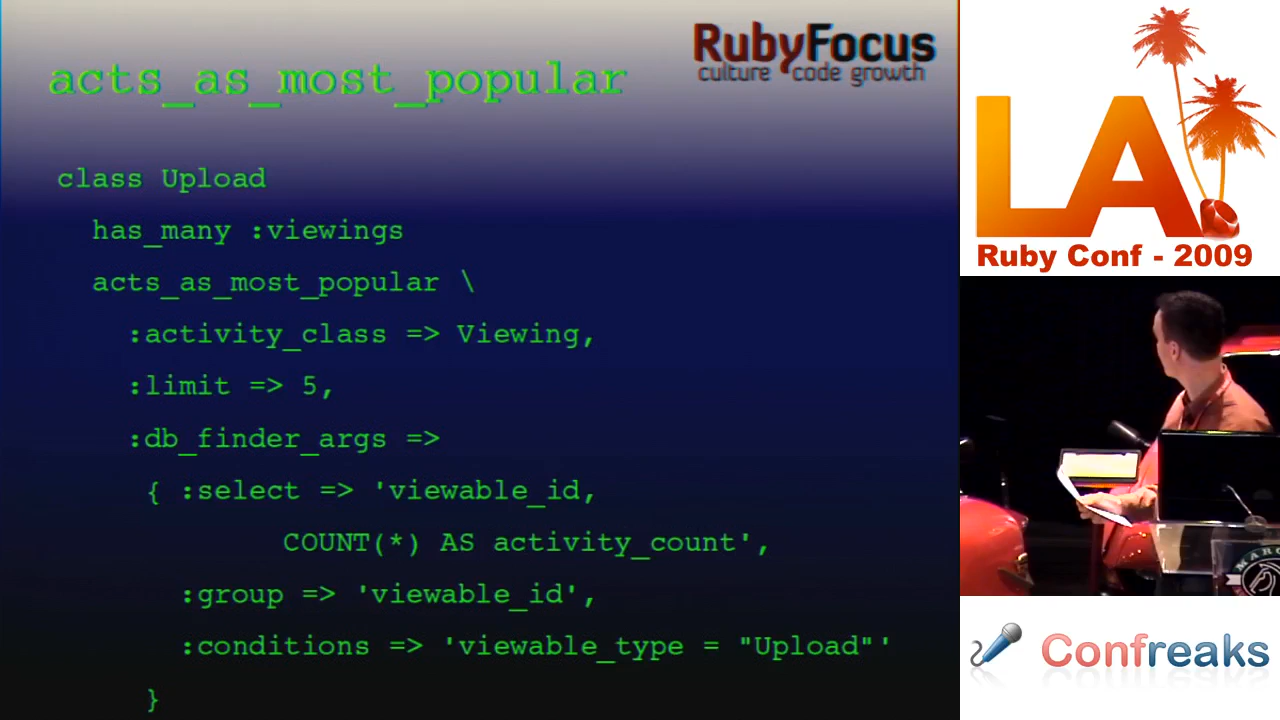 RubyFocus
culture code growth
acts_as_most_popular
class Upload
has_many :viewings
acts_as_most_popular \
:activity_class => Viewing,
:limit => 5,
:db_finder_args =>
{ :select => 'viewable_id,
COUNT(*) AS activity_count',
:group => 'viewable_id',
:conditions => 'viewable_type = "Upload"'
}
LA
Ruby Conf - 2009
Confreaks